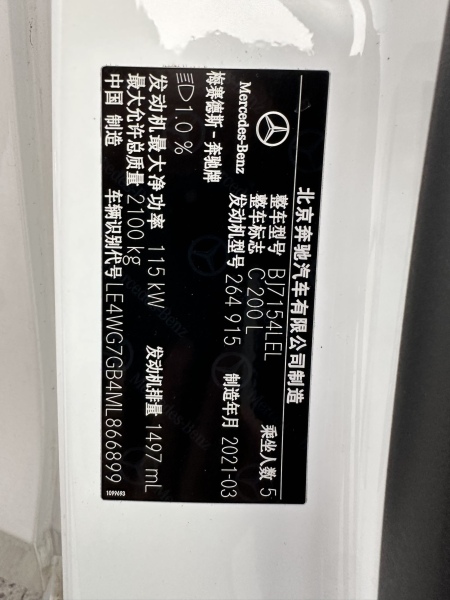 北京奔驰汽车有限公司制造
Mercedes-Benz
梅赛德斯-奔驰牌
整车型号 BJ7154LEL 乘坐人数 5
整车标志 C 200 L
发动机型号 264 915 制造年月 2021-03
1.0 %
发动机最大净功率 115 kW 发动机排量 1497 mL
最大允许总质量 2100 kg
车辆识别代号 LE4WG7GB4ML866899
中国 制造
1099693